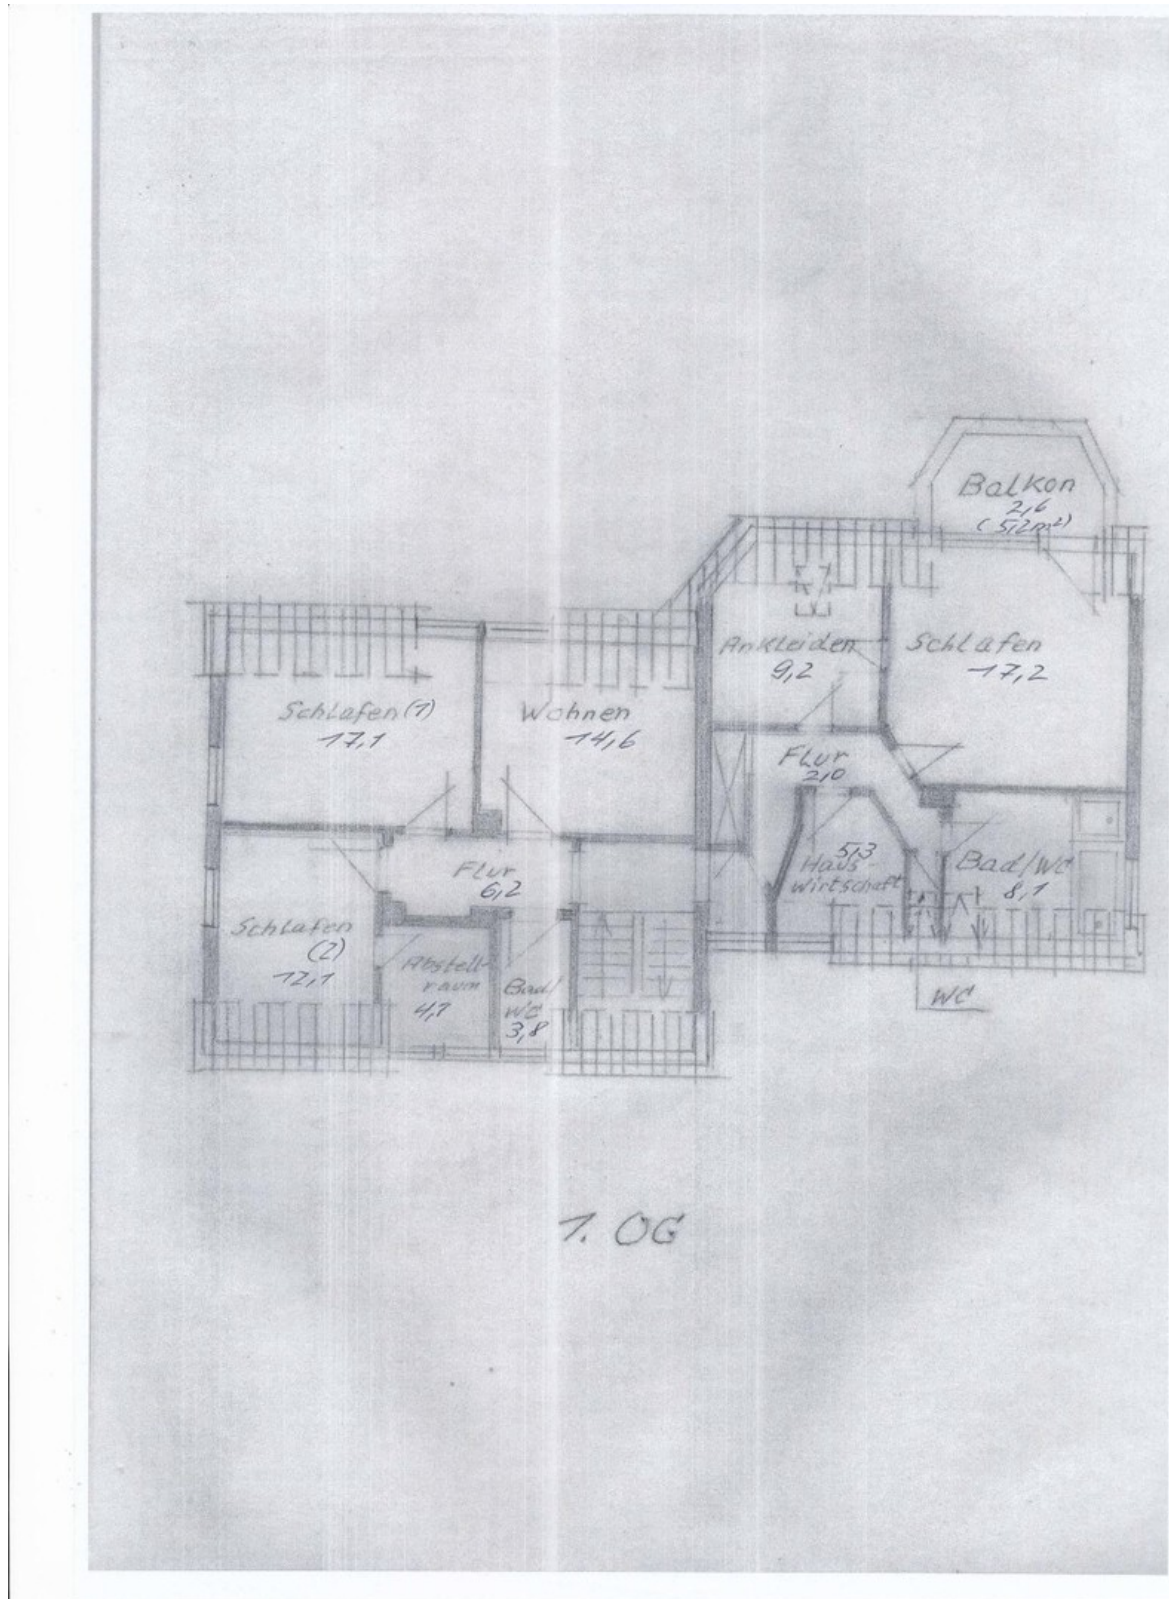 Balkon
2,6
(5,2m²)
Ankleiden
9,2
Schlafen
17,2
Schlafen (1)
17,1
Wohnen
14,6
Flur
2,0
Flur
6,2
5,3
Haus-
wirtschaft
Bad/WC
8,1
Schlafen
(2)
12,1
Abstell-
raum
4,7
Bad/
WC
3,8
WC
1. OG